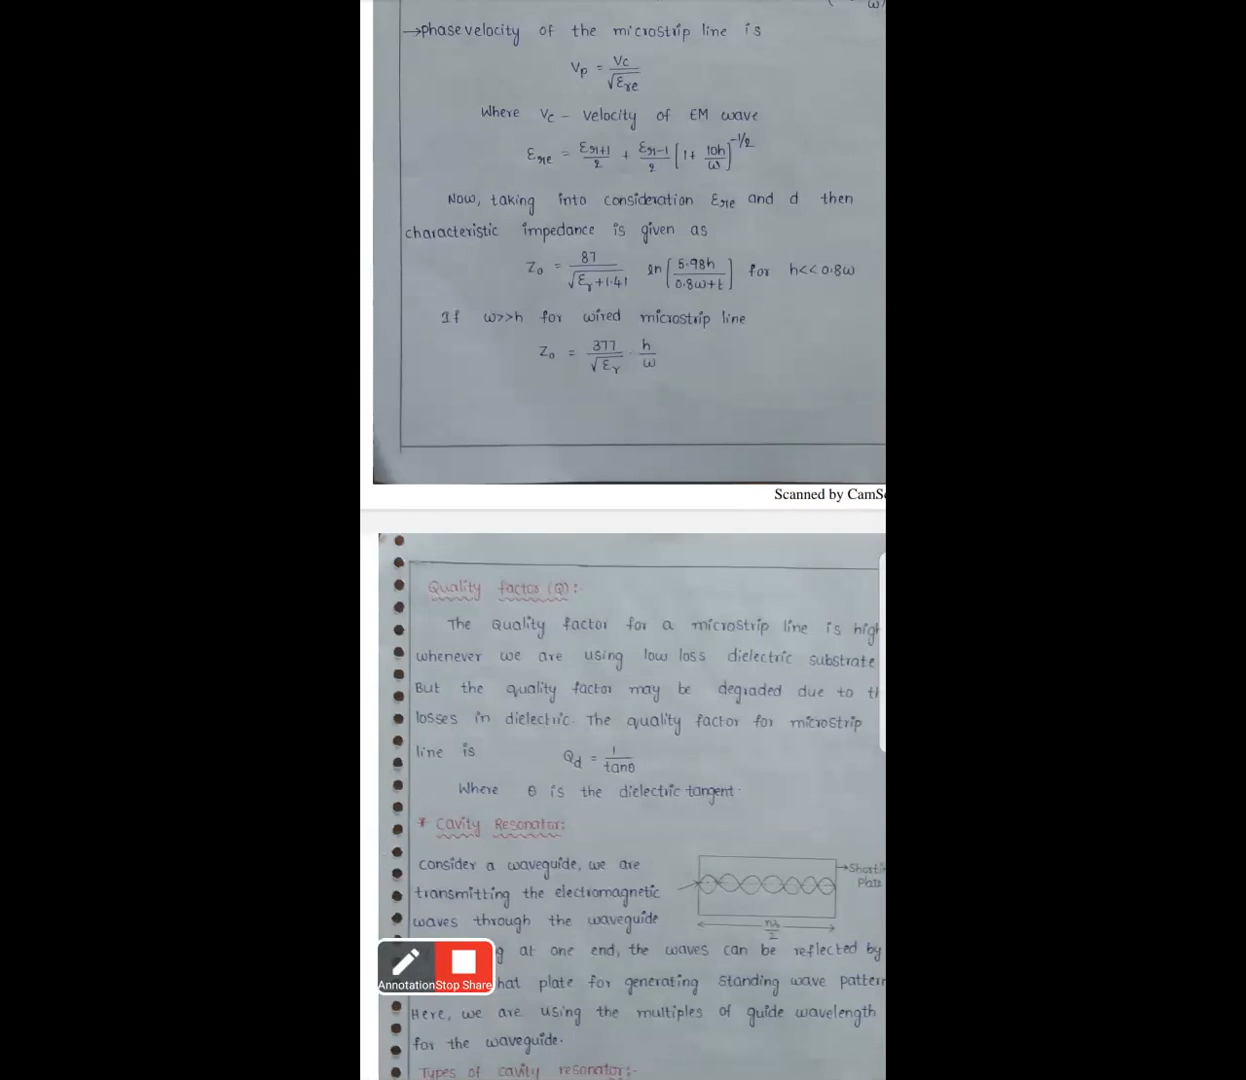 ω
→phase velocity of the microstrip line is
Vp = Vc / √εre
Where Vc - velocity of EM wave
εre = εr+1 / 2 + εr-1 / 2 [1 + 10h / ω]^-1/2
Now, taking into consideration εre and d then
characteristic impedance is given as
Z₀ = 87 / √εr+1.41 ln [5.98h / 0.8ω+t] for h<<0.8ω
If ω>>h for wired microstrip line
Z₀ = 377 / √εr · h / ω
Scanned by CamS
Quality factor (Q):-
The Quality factor for a microstrip line is high
whenever we are using low loss dielectric substrate
But the quality factor may be degraded due to th
losses in dielectric. The quality factor for microstrip
line is Qd = 1 / tanθ
Where θ is the dielectric tangent.
* Cavity Resonator:
consider a waveguide, we are
transmitting the electromagnetic
waves through the waveguide
→Shorti
Plate
nλ / 2
g at one end, the waves can be reflected by
hat plate for generating standing wave pattern
Here, we are using the multiples of guide wavelength
for the waveguide.
Types of cavity resonator:-
Annotation
Stop Share